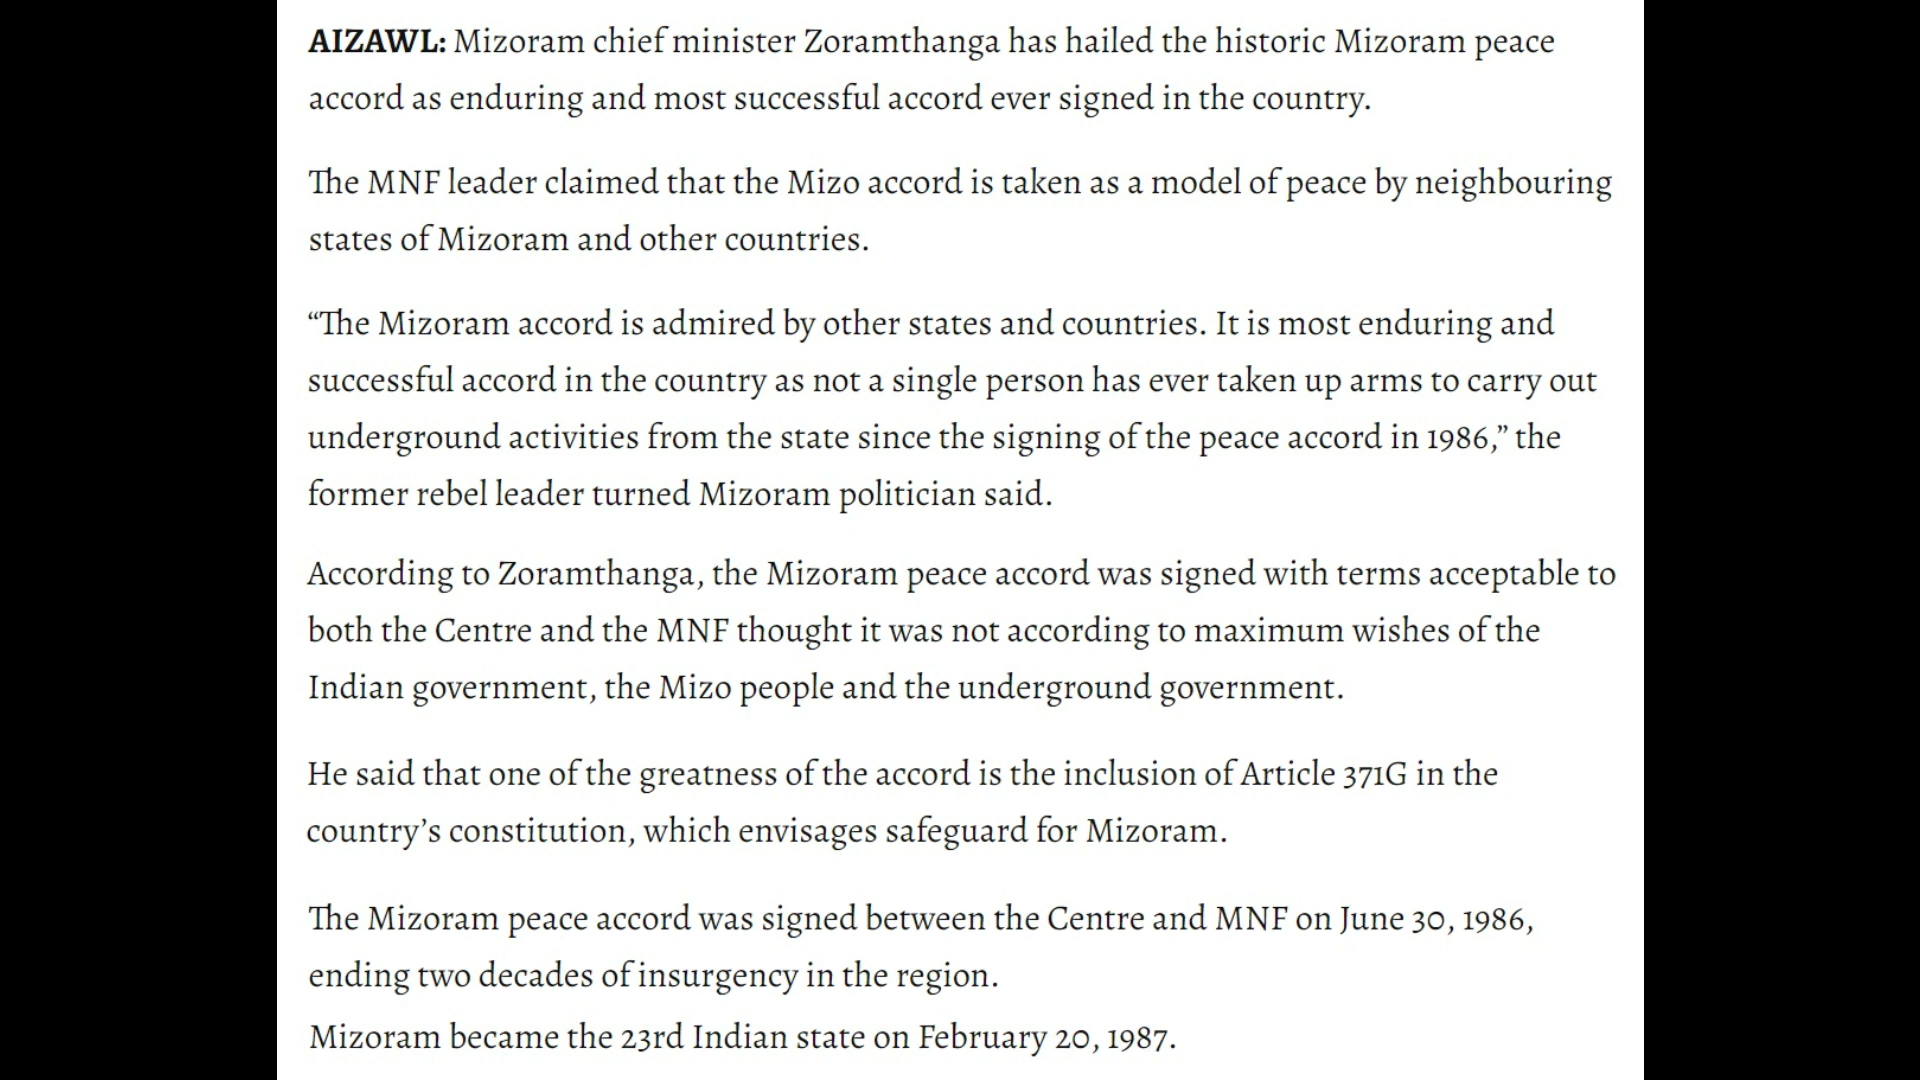 AIZAWL: Mizoram chief minister Zoramthanga has hailed the historic Mizoram peace
accord as enduring and most successful accord ever signed in the country.
The MNF leader claimed that the Mizo accord is taken as a model of peace by neighbouring
states of Mizoram and other countries.
“The Mizoram accord is admired by other states and countries. It is most enduring and
successful accord in the country as not a single person has ever taken up arms to carry out
underground activities from the state since the signing of the peace accord in 1986,” the
former rebel leader turned Mizoram politician said.
According to Zoramthanga, the Mizoram peace accord was signed with terms acceptable to
both the Centre and the MNF thought it was not according to maximum wishes of the
Indian government, the Mizo people and the underground government.
He said that one of the greatness of the accord is the inclusion of Article 371G in the
country’s constitution, which envisages safeguard for Mizoram.
The Mizoram peace accord was signed between the Centre and MNF on June 30, 1986,
ending two decades of insurgency in the region.
Mizoram became the 23rd Indian state on February 20, 1987.